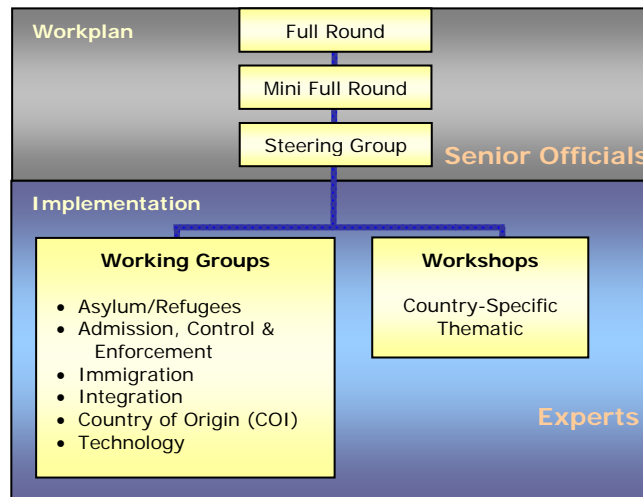 Workplan
Full Round
Mini Full Round
Steering Group
Senior Officials
Implementation
Working Groups
• Asylum/Refugees
• Admission, Control &
Enforcement
• Immigration
• Integration
• Country of Origin (COI)
• Technology
Workshops
Country-Specific
Thematic
Experts